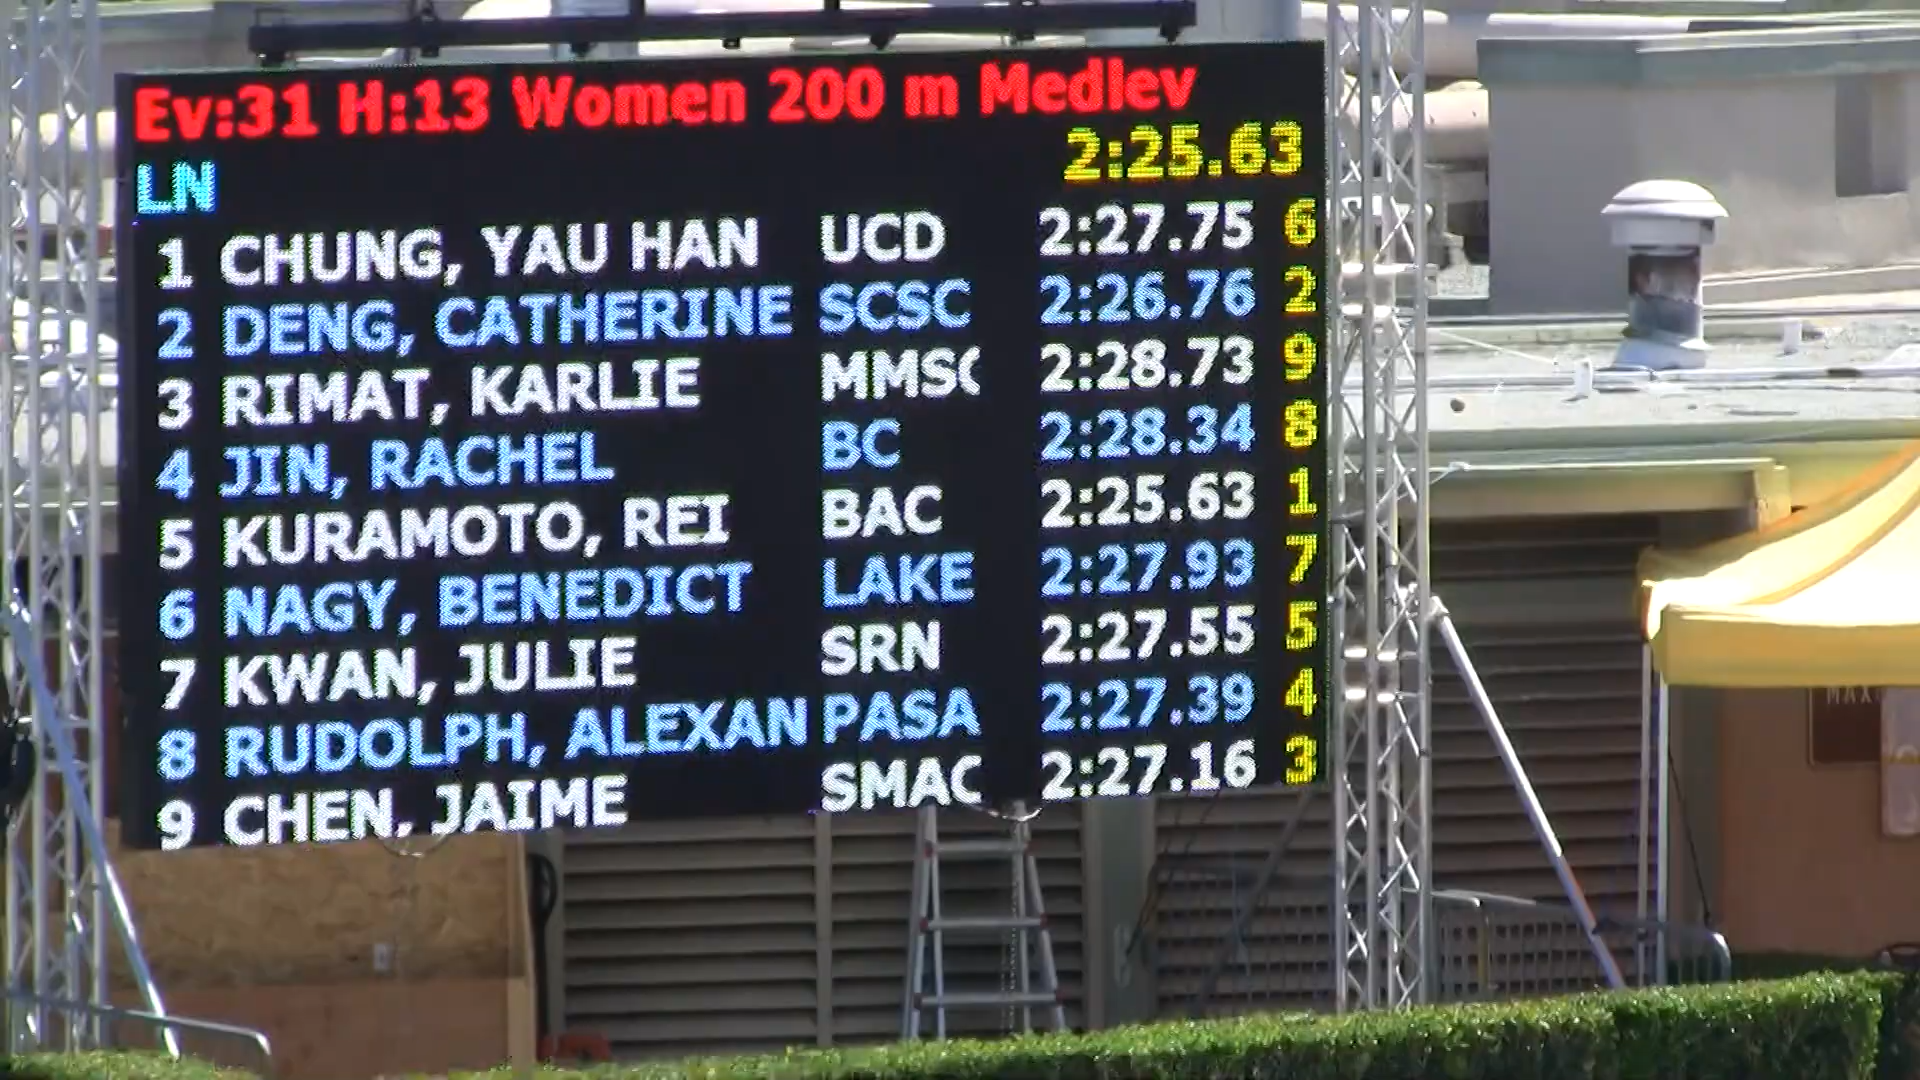 Ev:31 H:13 Women 200 m Medlev
LN 2:25.63
1 CHUNG, YAU HAN UCD 2:27.75 6
2 DENG, CATHERINE SCSC 2:26.76 2
3 RIMAT, KARLIE MMSC 2:28.73 9
4 JIN, RACHEL BC 2:28.34 8
5 KURAMOTO, REI BAC 2:25.63 1
6 NAGY, BENEDICT LAKE 2:27.93 7
7 KWAN, JULIE SRN 2:27.55 5
8 RUDOLPH, ALEXAN PASA 2:27.39 4
9 CHEN, JAIME SMAC 2:27.16 3